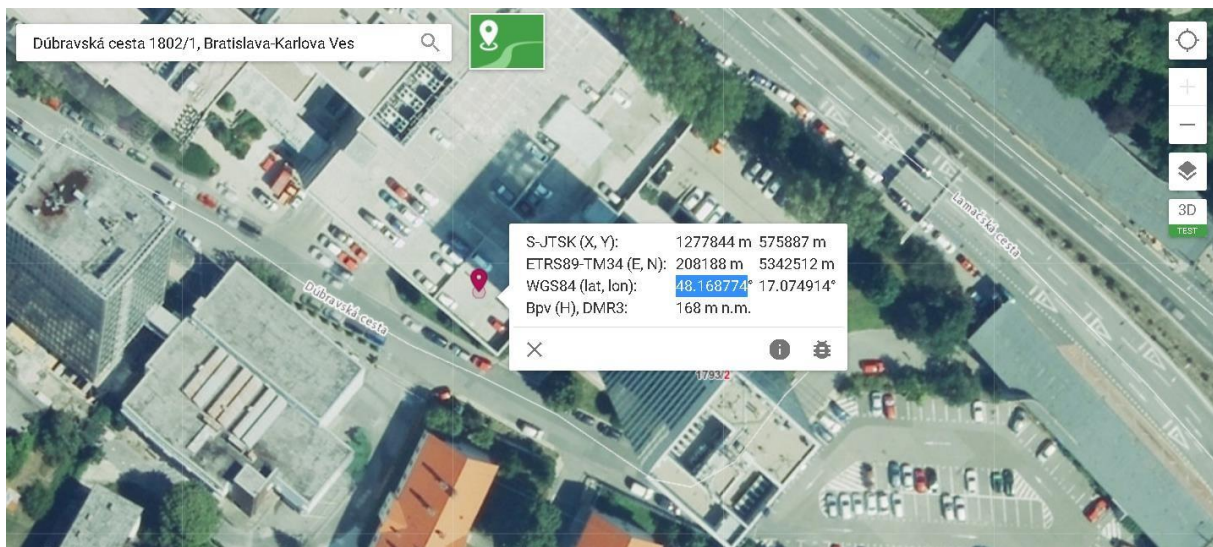 Dúbravská cesta 1802/1, Bratislava-Karlova Ves
3D
TEST
Lamačská cesta
S-JTSK (X, Y): 1277844 m 575887 m
ETRS89-TM34 (E, N): 208188 m 5342512 m
WGS84 (lat, lon): 48.168774° 17.074914°
Bpv (H), DMR3: 168 m n.m.
Dúbravská cesta
1793/2